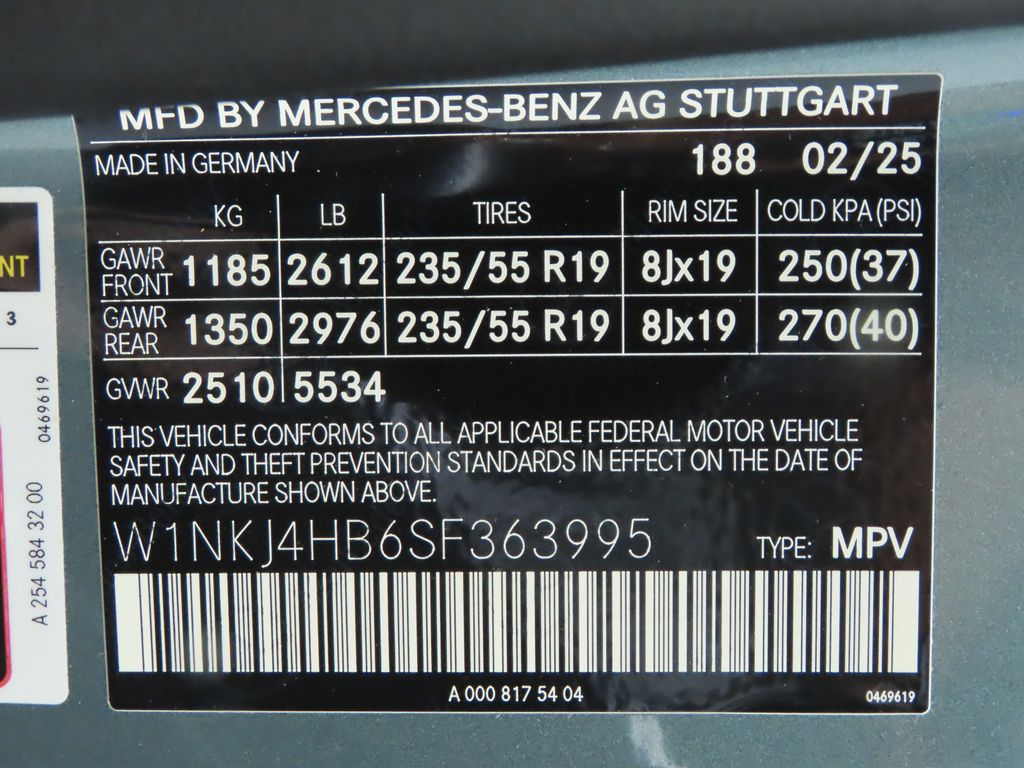 MFD BY MERCEDES-BENZ AG STUTTGART
MADE IN GERMANY 188 02/25
KG LB TIRES RIM SIZE COLD KPA (PSI)
GAWR FRONT 1185 2612 235/55 R19 8Jx19 250(37)
GAWR REAR 1350 2976 235/55 R19 8Jx19 270(40)
GVWR 2510 5534
THIS VEHICLE CONFORMS TO ALL APPLICABLE FEDERAL MOTOR VEHICLE
SAFETY AND THEFT PREVENTION STANDARDS IN EFFECT ON THE DATE OF
MANUFACTURE SHOWN ABOVE.
W1NKJ4HB6SF363995 TYPE: MPV
A 000 817 54 04 0469619
NT
3
0469619
A 254 584 32 00